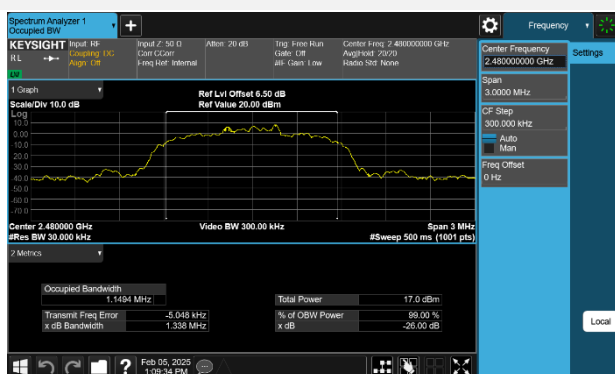 Spectrum Analyzer 1
Occupied BW
+
Frequency
KEYSIGHT
RL
Input: RF
Coupling: DC
Align: Off
Input Z: 50 Ω
Corr CCorr
Freq Ref: Internal
Atten: 20 dB
Trig: Free Run
Gate: Off
#IF Gain: Low
Center Freq: 2.480000000 GHz
Avg|Hold: 20/20
Radio Std: None
Center Frequency
2.480000000 GHz
Settings
Span
3.0000 MHz
CF Step
300.000 kHz
Auto
Man
Freq Offset
0 Hz
Local
1 Graph
Scale/Div 10.0 dB
Ref Lvl Offset 6.50 dB
Ref Value 20.00 dBm
Log
10.0
0.00
-10.0
-20.0
-30.0
-40.0
-50.0
-60.0
-70.0
Center 2.480000 GHz
#Res BW 30.000 kHz
Video BW 300.00 kHz
Span 3 MHz
#Sweep 500 ms (1001 pts)
2 Metrics
Occupied Bandwidth
1.1494 MHz
Total Power
17.0 dBm
Transmit Freq Error
-5.048 kHz
% of OBW Power
99.00 %
x dB Bandwidth
1.338 MHz
x dB
-26.00 dB
?
Feb 05, 2025
1:09:34 PM